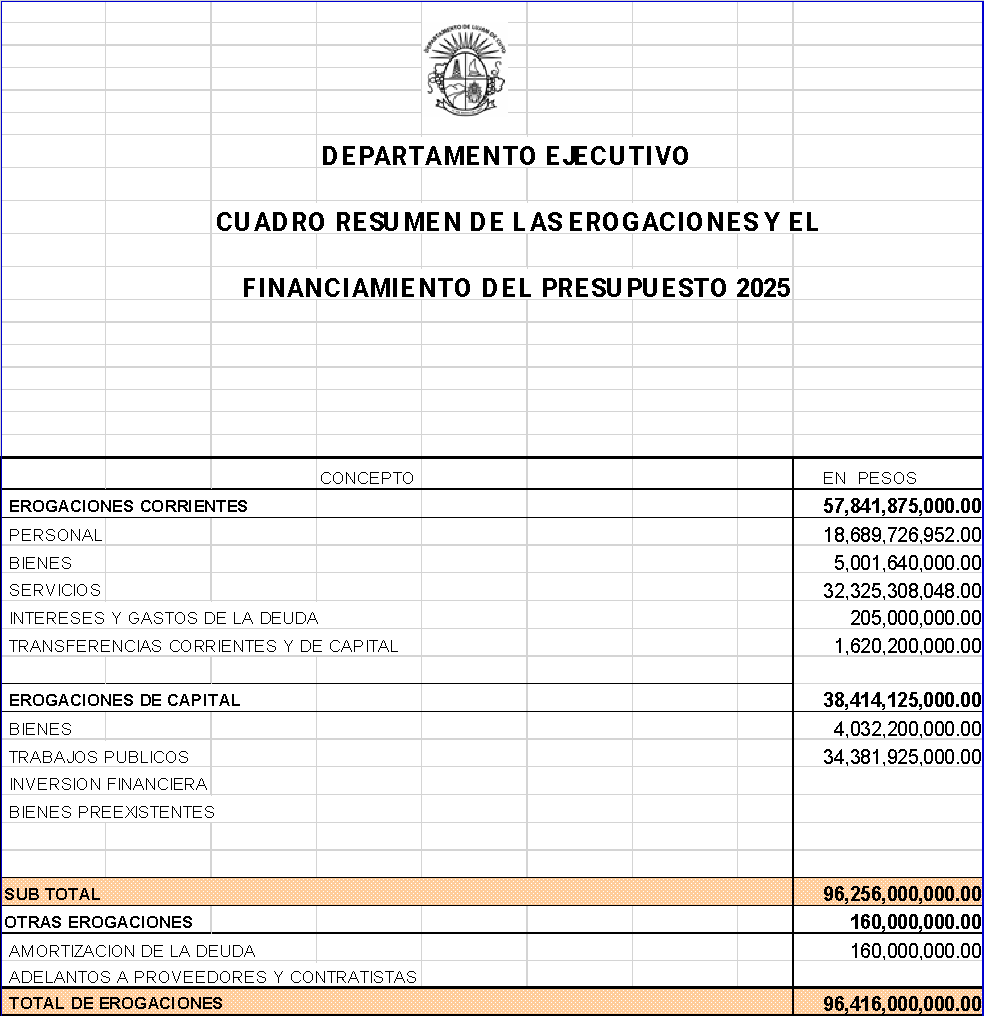 DEPARTAMENTO DE LUJAN DE CUYO
DEPARTAMENTO EJECUTIVO
CUADRO RESUMEN DE LAS EROGACIONES Y EL
FINANCIAMIENTO DEL PRESUPUESTO 2025
CONCEPTO EN PESOS
EROGACIONES CORRIENTES 57,841,875,000.00
PERSONAL 18,689,726,952.00
BIENES 5,001,640,000.00
SERVICIOS 32,325,308,048.00
INTERESES Y GASTOS DE LA DEUDA 205,000,000.00
TRANSFERENCIAS CORRIENTES Y DE CAPITAL 1,620,200,000.00
EROGACIONES DE CAPITAL 38,414,125,000.00
BIENES 4,032,200,000.00
TRABAJOS PUBLICOS 34,381,925,000.00
INVERSION FINANCIERA
BIENES PREEXISTENTES
SUB TOTAL 96,256,000,000.00
OTRAS EROGACIONES 160,000,000.00
AMORTIZACION DE LA DEUDA 160,000,000.00
ADELANTOS A PROVEEDORES Y CONTRATISTAS
TOTAL DE EROGACIONES 96,416,000,000.00